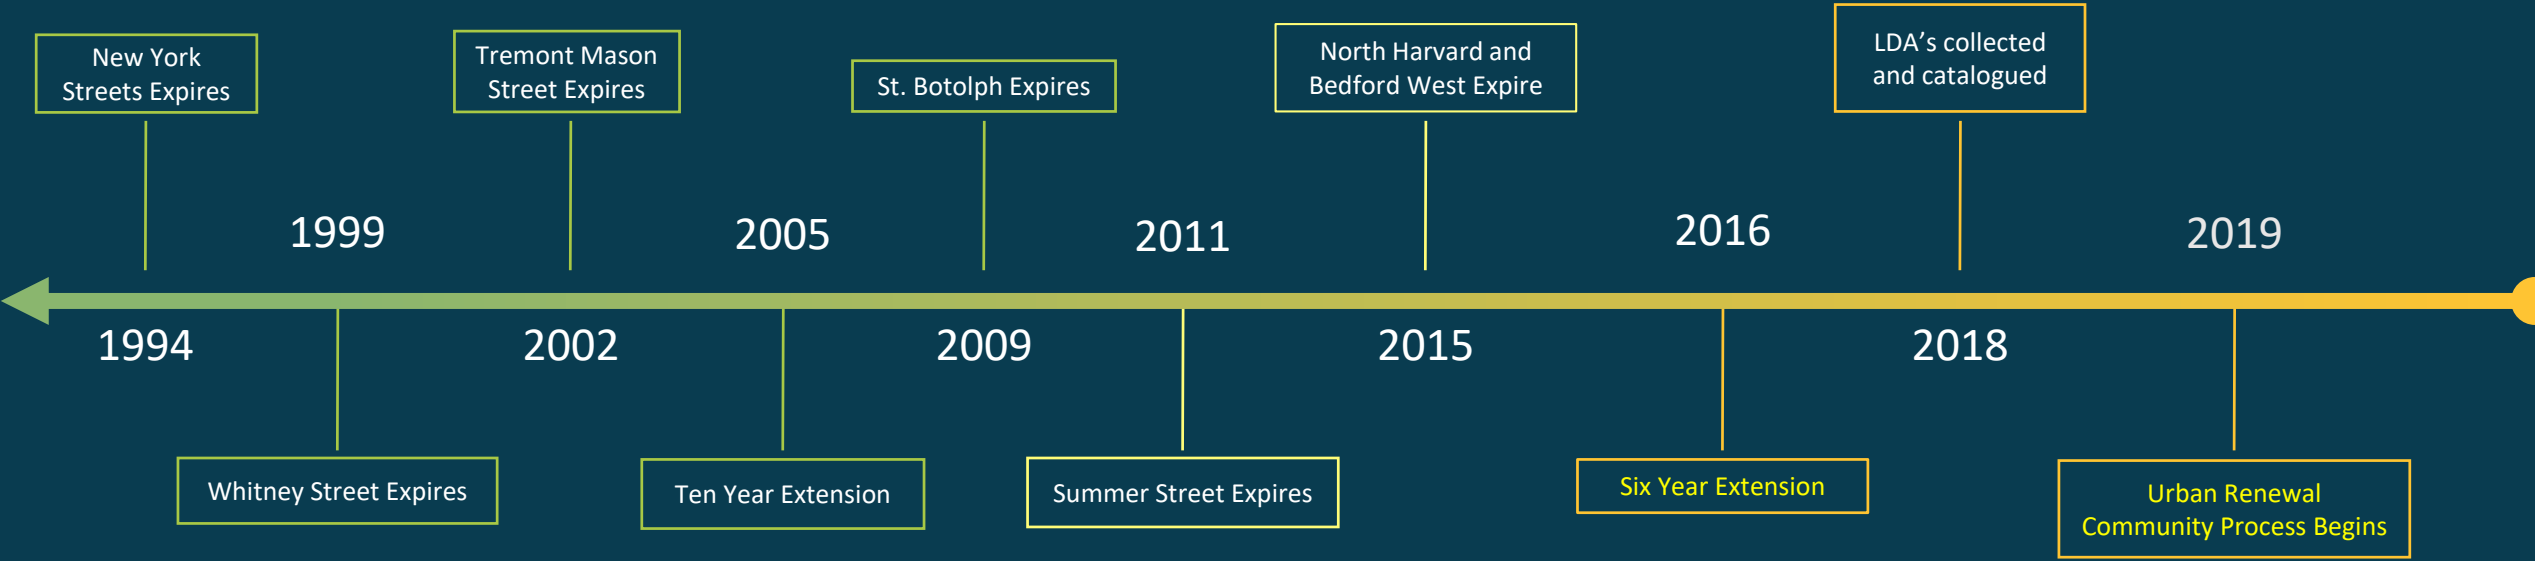 New York
Streets Expires
Tremont Mason
Street Expires
St. Botolph Expires
North Harvard and
Bedford West Expire
LDA’s collected
and catalogued
1999
2005
2011
2016
2019
1994
2002
2009
2015
2018
Whitney Street Expires
Ten Year Extension
Summer Street Expires
Six Year Extension
Urban Renewal
Community Process Begins